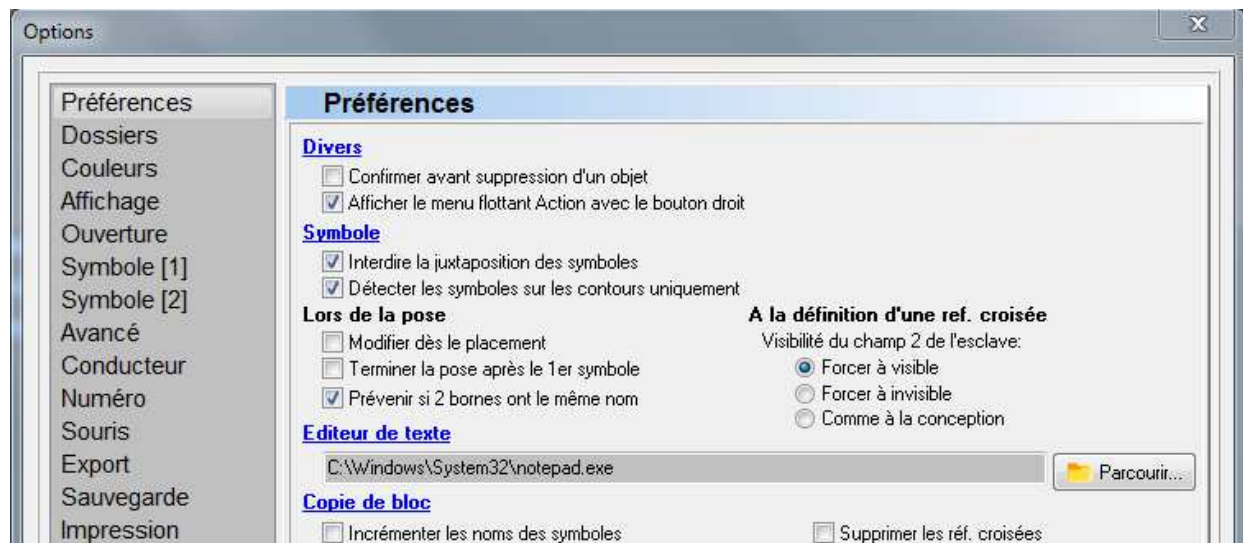 Options
Préférences
Dossiers
Couleurs
Affichage
Ouverture
Symbole [1]
Symbole [2]
Avancé
Conducteur
Numéro
Souris
Export
Sauvegarde
Impression
Préférences
Divers
Confirmer avant suppression d'un objet
Afficher le menu flottant Action avec le bouton droit
Symbole
Interdire la juxtaposition des symboles
Détecter les symboles sur les contours uniquement
Lors de la pose
Modifier dès le placement
Terminer la pose après le 1er symbole
Prévenir si 2 bornes ont le même nom
A la définition d'une ref. croisée
Visibilité du champ 2 de l'esclave:
Forcer à visible
Forcer à invisible
Comme à la conception
Editeur de texte
C:\Windows\System32\notepad.exe
Parcourir...
Copie de bloc
Incrémenter les noms des symboles
Supprimer les réf. croisées